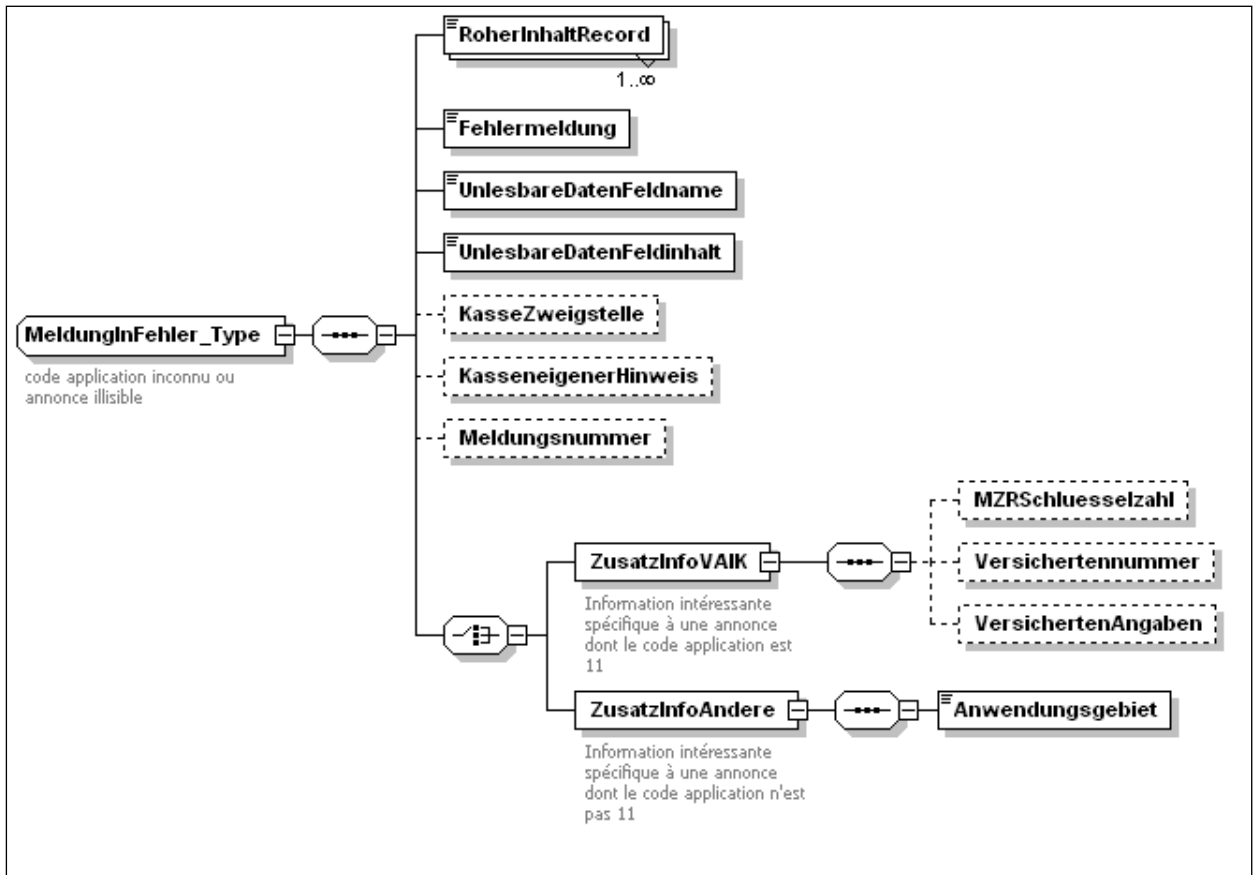 RoherInhaltRecord
1..∞
Fehlermeldung
UnlesbareDatenFeldname
UnlesbareDatenFeldinhalt
KasseZweigstelle
MeldungInFehler_Type
code application inconnu ou
annonce illisible
KasseneigenerHinweis
Meldungsnummer
MZRSchluesselzahl
ZusatzInfoVAIK
Versichertennummer
Information intéressante
spécifique à une annonce
dont le code application est
11
VersichertenAngaben
ZusatzInfoAndere
Anwendungsgebiet
Information intéressante
spécifique à une annonce
dont le code application n'est
pas 11